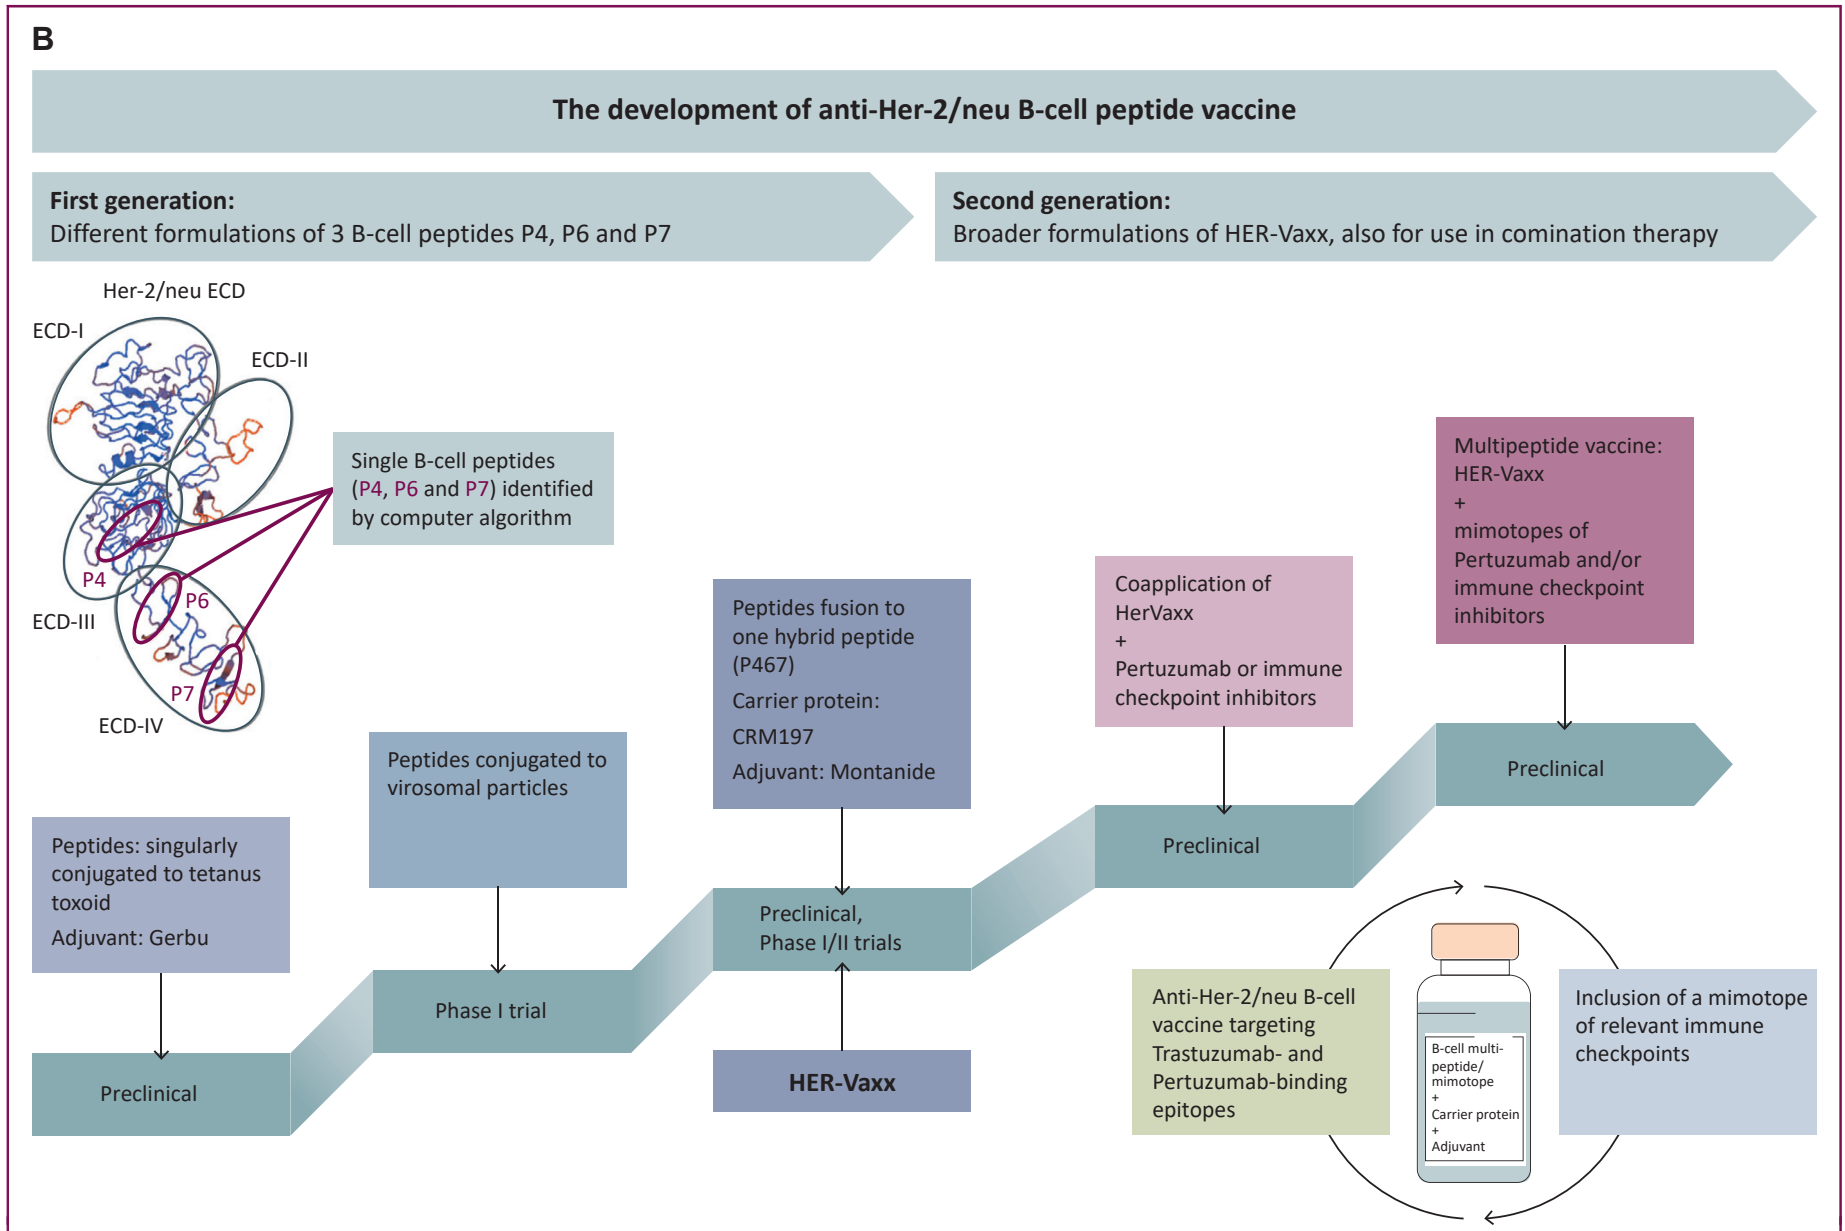 B
The development of anti-Her-2/neu B-cell peptide vaccine
First generation:
Different formulations of 3 B-cell peptides P4, P6 and P7
Second generation:
Broader formulations of HER-Vaxx, also for use in comination therapy
Her-2/neu ECD
ECD-I
ECD-II
P4
P6
ECD-III
P7
ECD-IV
Single B-cell peptides
(P4, P6 and P7) identified
by computer algorithm
Peptides: singularly
conjugated to tetanus
toxoid
Adjuvant: Gerbu
Preclinical
Peptides conjugated to
virosomal particles
Phase I trial
Peptides fusion to
one hybrid peptide
(P467)
Carrier protein:
CRM197
Adjuvant: Montanide
Preclinical,
Phase I/II trials
HER-Vaxx
Coapplication of
HerVaxx
+
Pertuzumab or immune
checkpoint inhibitors
Preclinical
Multipeptide vaccine:
HER-Vaxx
+
mimotopes of
Pertuzumab and/or
immune checkpoint
inhibitors
Preclinical
Anti-Her-2/neu B-cell
vaccine targeting
Trastuzumab- and
Pertuzumab-binding
epitopes
B-cell multi-
peptide/
mimotope
+
Carrier protein
+
Adjuvant
Inclusion of a mimotope
of relevant immune
checkpoints